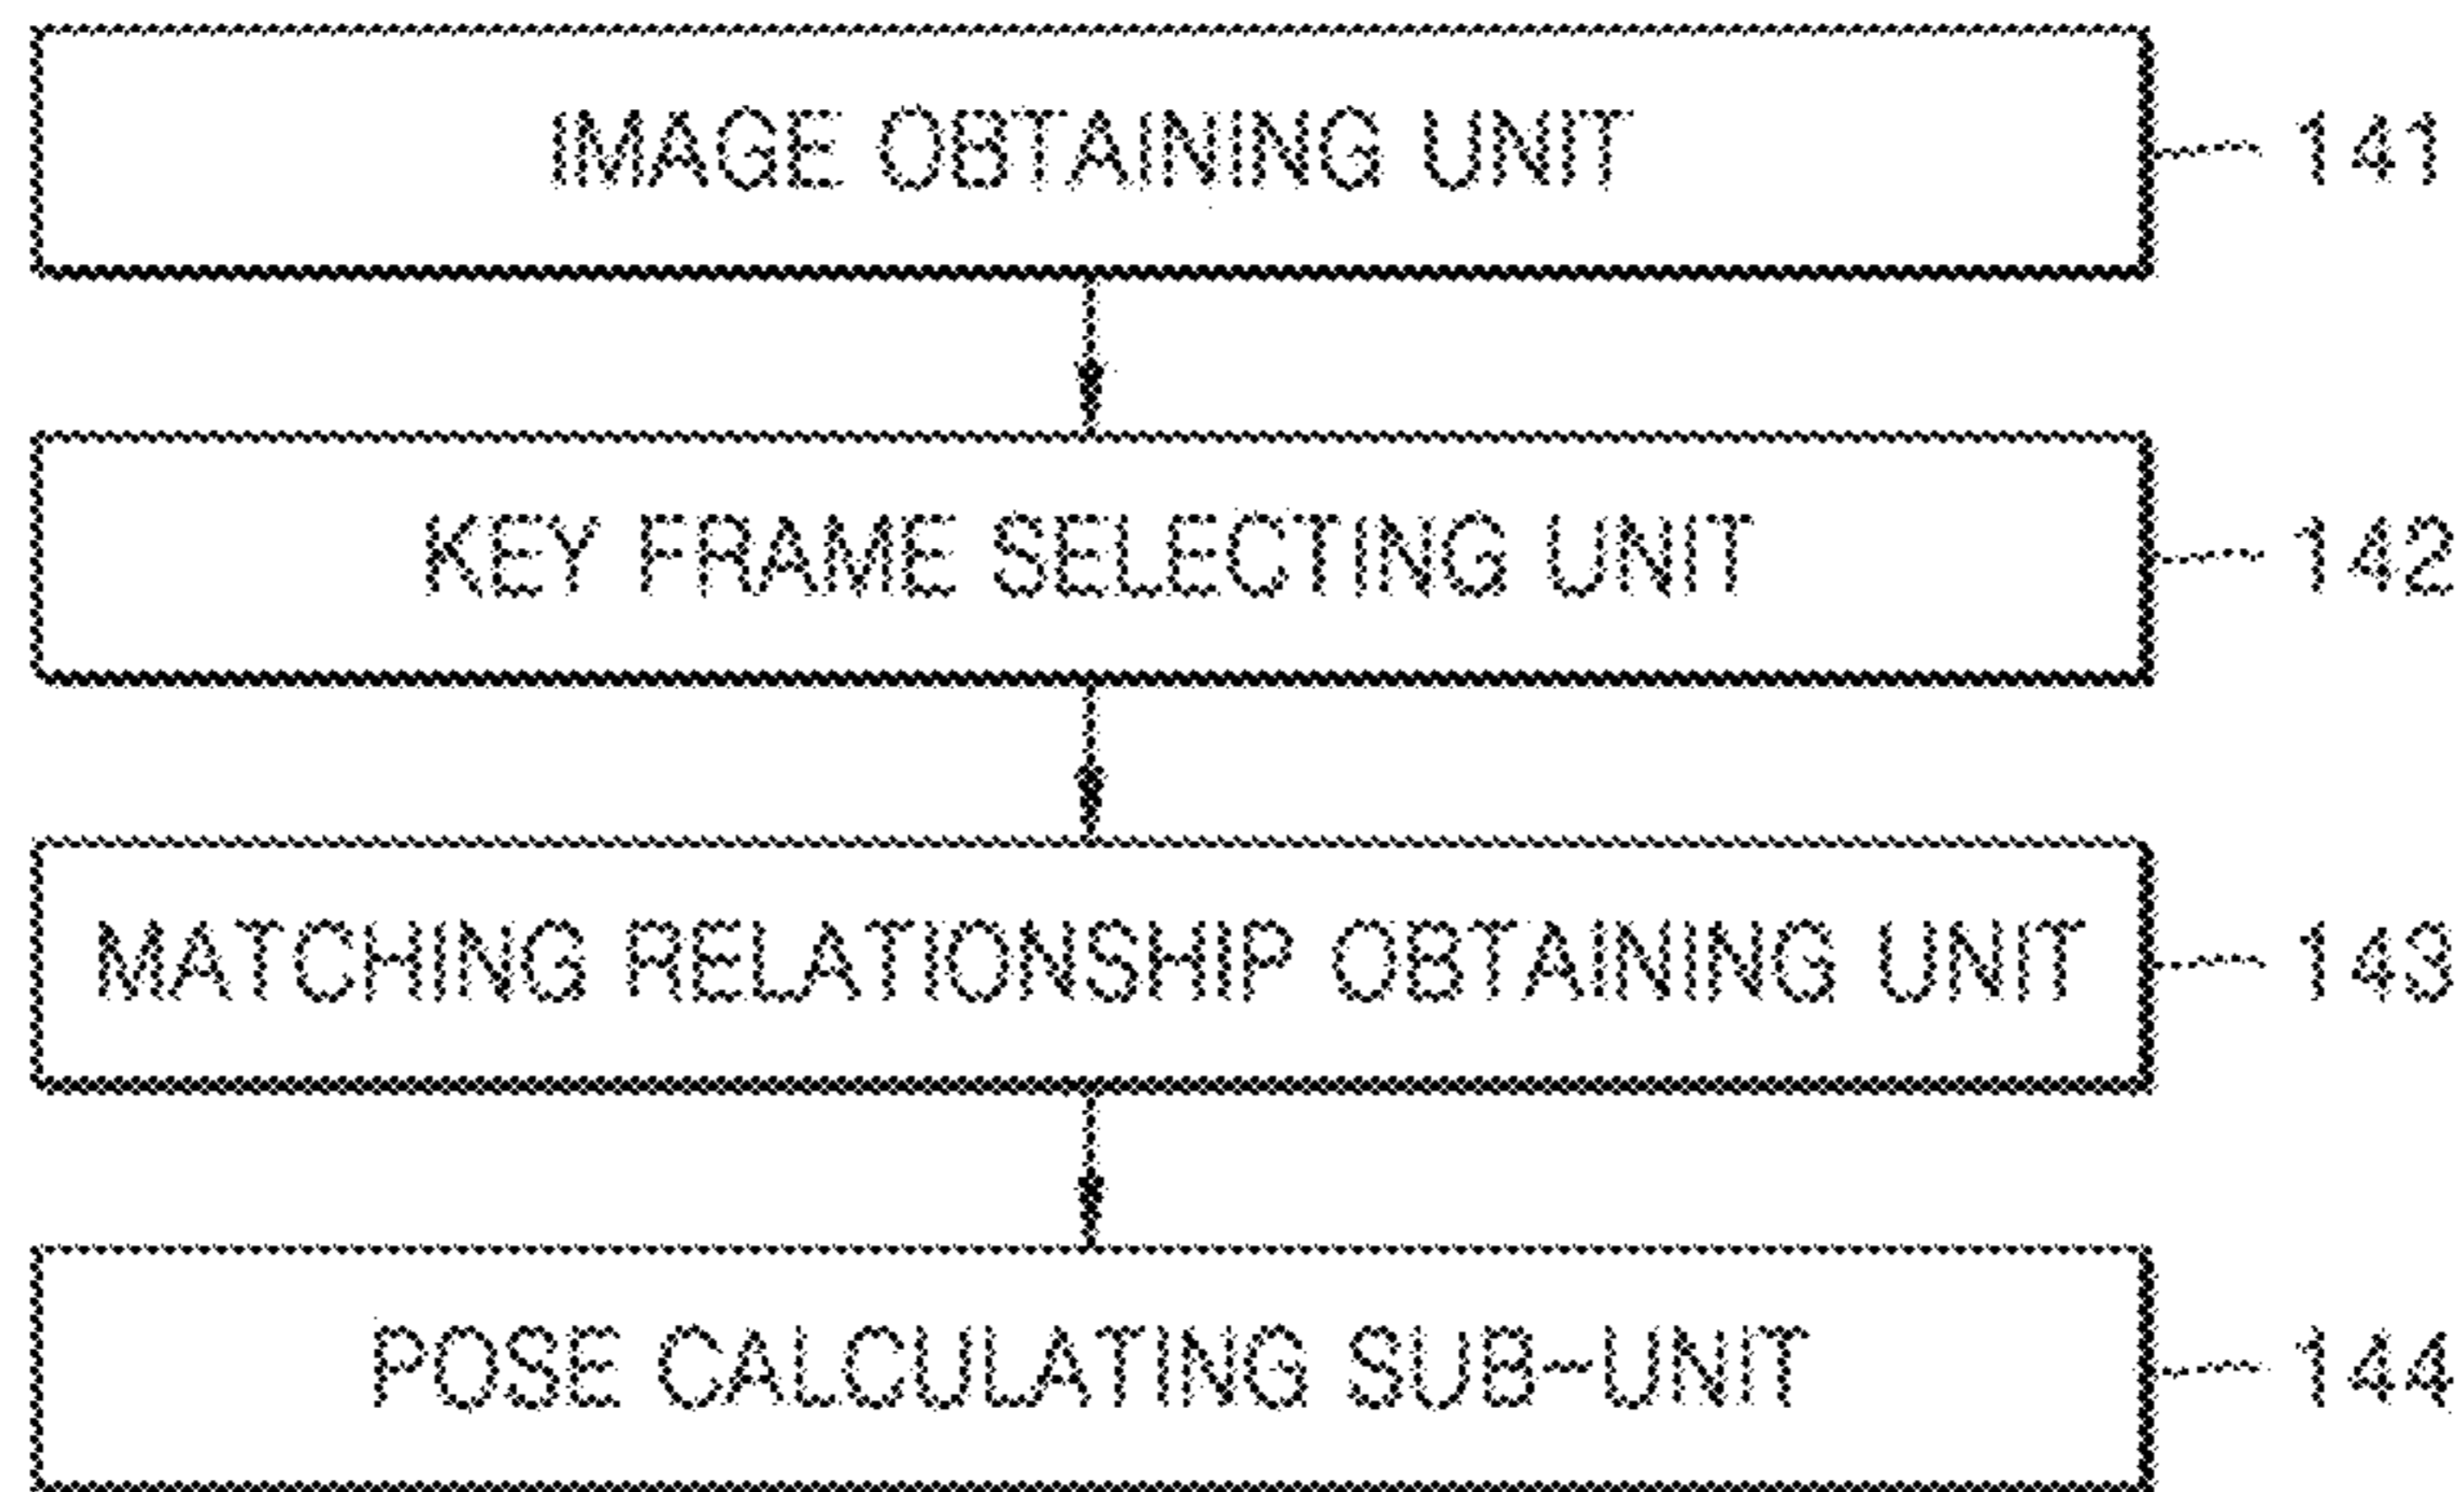 IMAGE OBTAINING UNIT 141
KEY FRAME SELECTING UNIT 142
MATCHING RELATIONSHIP OBTAINING UNIT 143
POSE CALCULATING SUB-UNIT 144